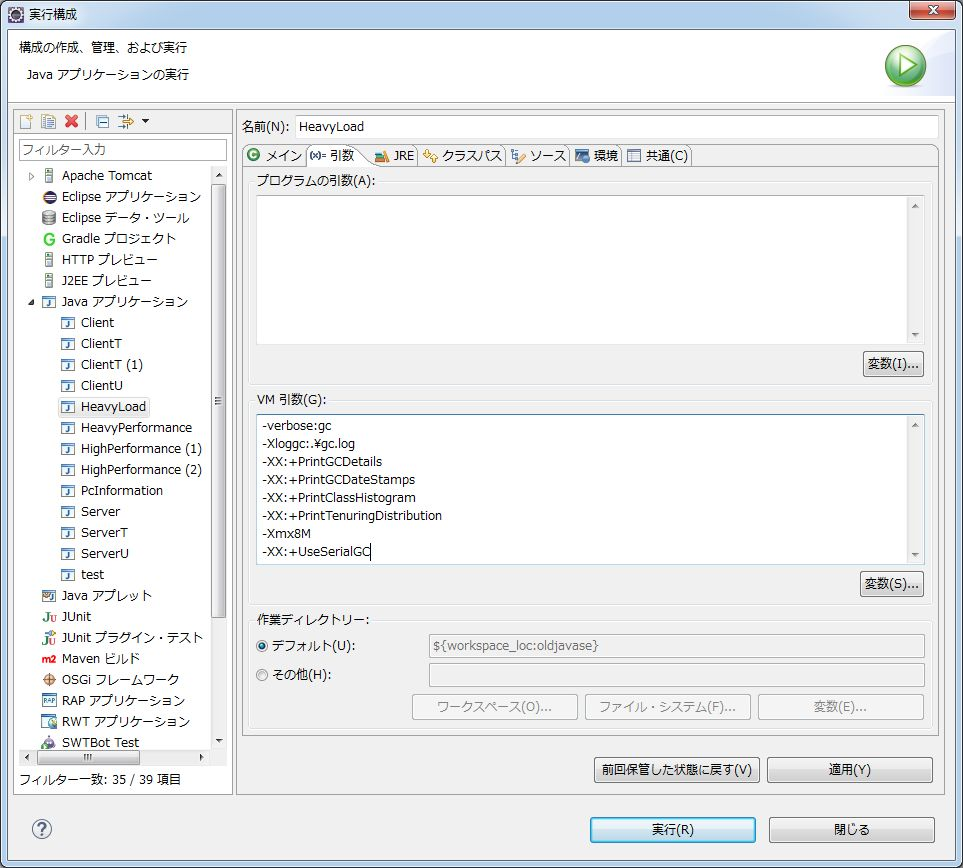 実行構成
構成の作成、管理、および実行
Java アプリケーションの実行
フィルター入力
Apache Tomcat
Eclipse アプリケーション
Eclipse データ・ツール
Gradle プロジェクト
HTTP プレビュー
J2EE プレビュー
Java アプリケーション
Client
ClientT
ClientT (1)
ClientU
HeavyLoad
HeavyPerformance
HighPerformance (1)
HighPerformance (2)
PcInformation
Server
ServerT
ServerU
test
Java アプレット
JUnit
JUnit プラグイン・テスト
Maven ビルド
OSGi フレームワーク
RAP アプリケーション
RWT アプリケーション
SWTBot Test
フィルター一致: 35 / 39 項目
名前(N): HeavyLoad
メイン (x)= 引数 JRE クラスパス ソース 環境 共通(C)
プログラムの引数(A):
変数(I)...
VM 引数(G):
-verbose:gc
-Xloggc:.¥gc.log
-XX:+PrintGCDetails
-XX:+PrintGCDateStamps
-XX:+PrintClassHistogram
-XX:+PrintTenuringDistribution
-Xmx8M
-XX:+UseSerialGC
変数(S)...
作業ディレクトリー:
デフォルト(U): ${workspace_loc:oldjavase}
その他(H):
ワークスペース(O)... ファイル・システム(F)... 変数(E)...
前回保管した状態に戻す(V) 適用(Y)
実行(R) 閉じる